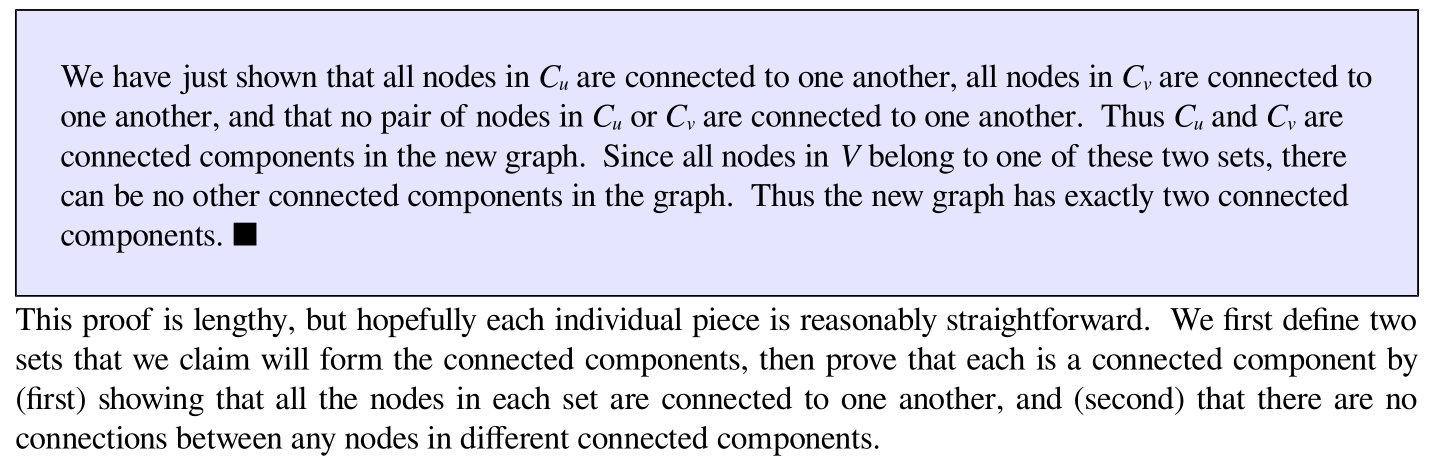 We have just shown that all nodes in Cu are connected to one another, all nodes in Cv are connected to
one another, and that no pair of nodes in Cu or Cv are connected to one another.  Thus Cu and Cv are
connected components in the new graph.  Since all nodes in V belong to one of these two sets, there
can be no other connected components in the graph.  Thus the new graph has exactly two connected
components. ■
This proof is lengthy, but hopefully each individual piece is reasonably straightforward.  We first define two
sets that we claim will form the connected components, then prove that each is a connected component by
(first) showing that all the nodes in each set are connected to one another, and (second) that there are no
connections between any nodes in different connected components.